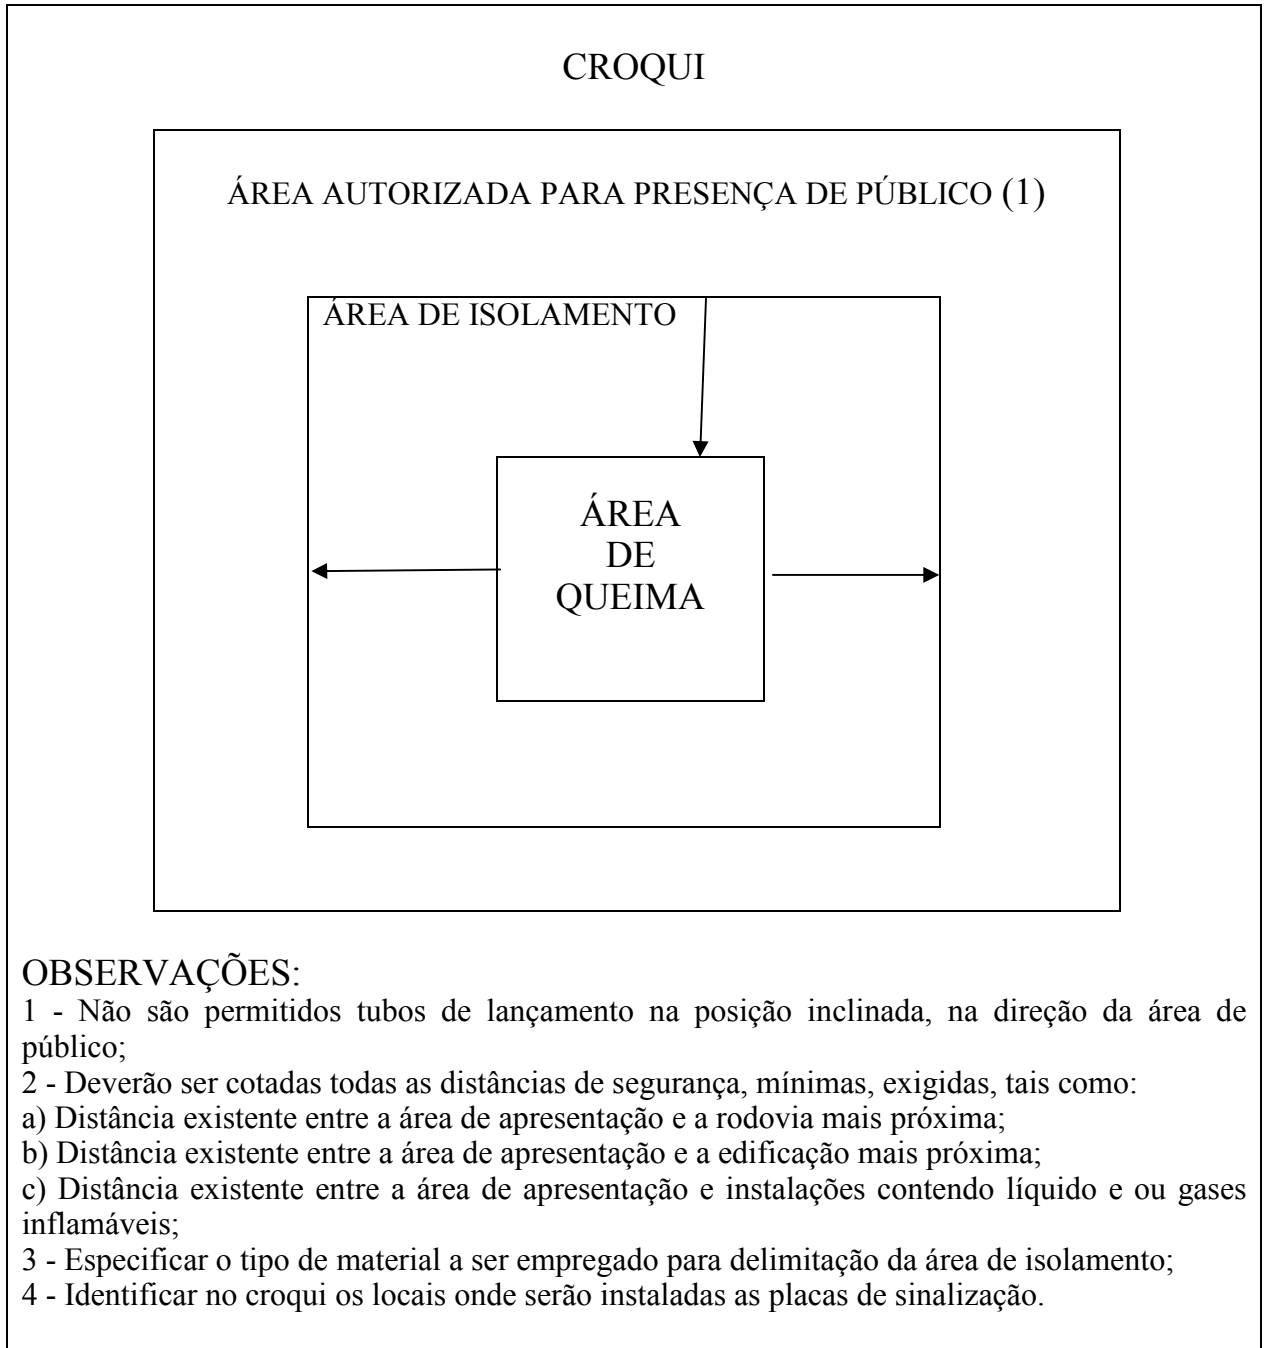 CROQUI
ÁREA AUTORIZADA PARA PRESENÇA DE PÚBLICO (1)
ÁREA DE ISOLAMENTO
ÁREA
DE
QUEIMA
OBSERVAÇÕES:
1 - Não são permitidos tubos de lançamento na posição inclinada, na direção da área de
público;
2 - Deverão ser cotadas todas as distâncias de segurança, mínimas, exigidas, tais como:
a) Distância existente entre a área de apresentação e a rodovia mais próxima;
b) Distância existente entre a área de apresentação e a edificação mais próxima;
c) Distância existente entre a área de apresentação e instalações contendo líquido e ou gases
inflamáveis;
3 - Especificar o tipo de material a ser empregado para delimitação da área de isolamento;
4 - Identificar no croqui os locais onde serão instaladas as placas de sinalização.